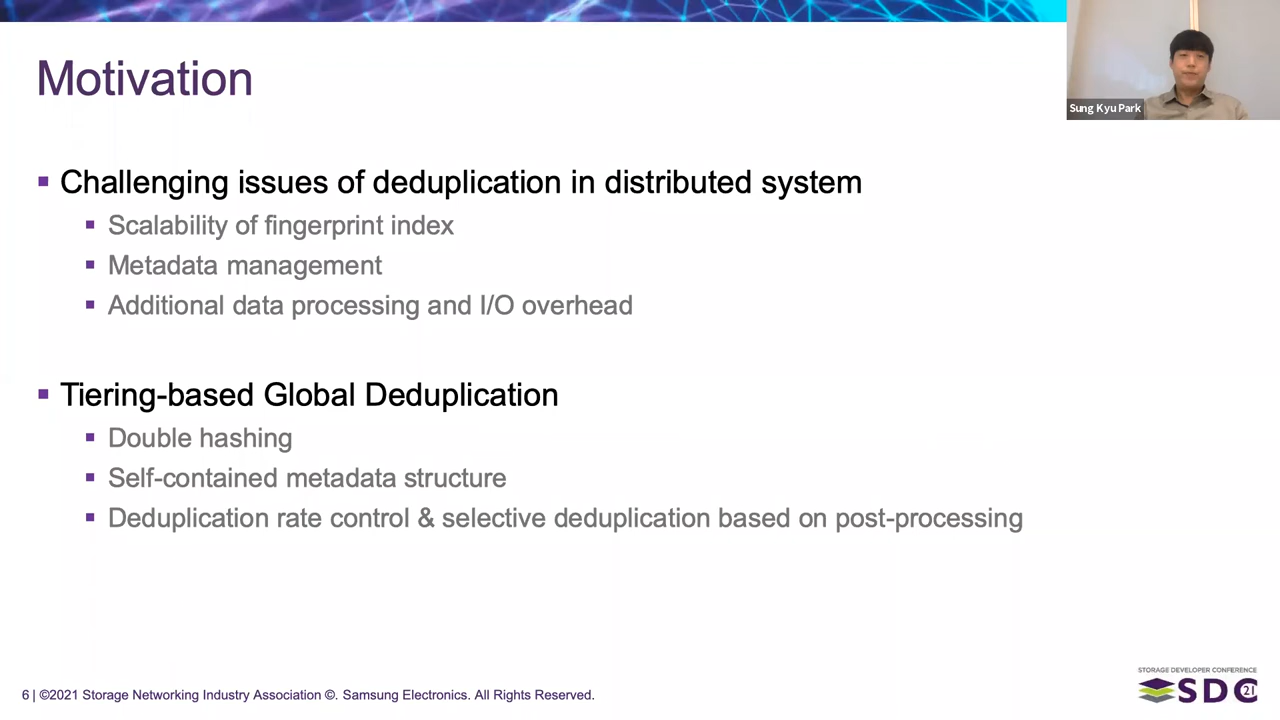 Motivation
Sung Kyu Park
Challenging issues of deduplication in distributed system
Scalability of fingerprint index
Metadata management
Additional data processing and I/O overhead
Tiering-based Global Deduplication
Double hashing
Self-contained metadata structure
Deduplication rate control & selective deduplication based on post-processing
6 | ©2021 Storage Networking Industry Association ©. Samsung Electronics. All Rights Reserved.
STORAGE DEVELOPER CONFERENCE
SDC 21